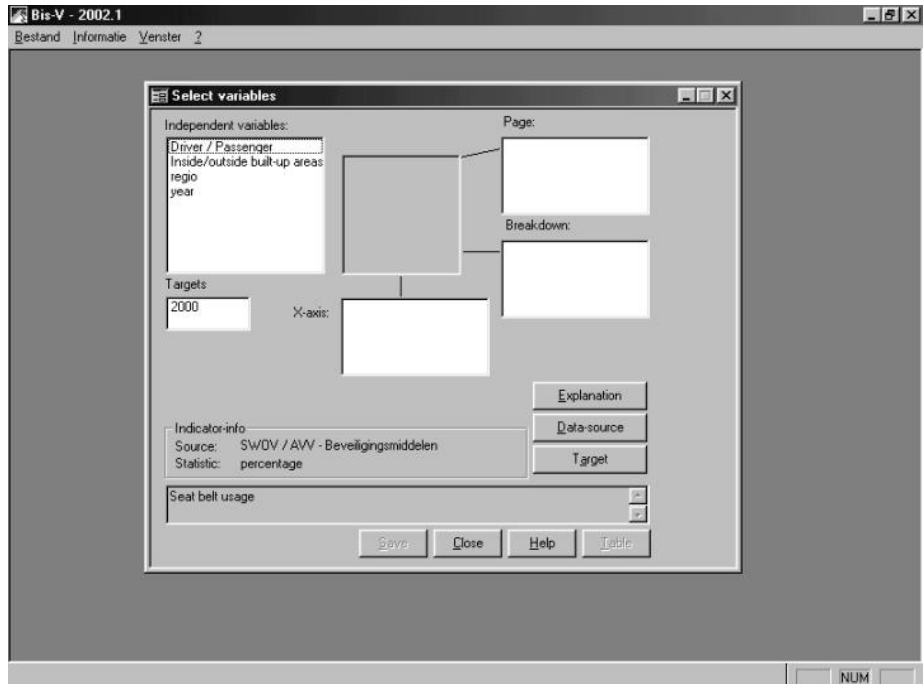 Bis-V - 2002.1
Bestand Informatie Venster ?
Select variables
Independent variables:
Driver / Passenger
Inside/outside built-up areas
regio
year
Page:
Breakdown:
Targets
2000
X-axis:
Explanation
Data-source
Target
Indicator-info
Source: SWOV / AVV - Beveiligingsmiddelen
Statistic: percentage
Seat belt usage
Save Close Help Table
NUM